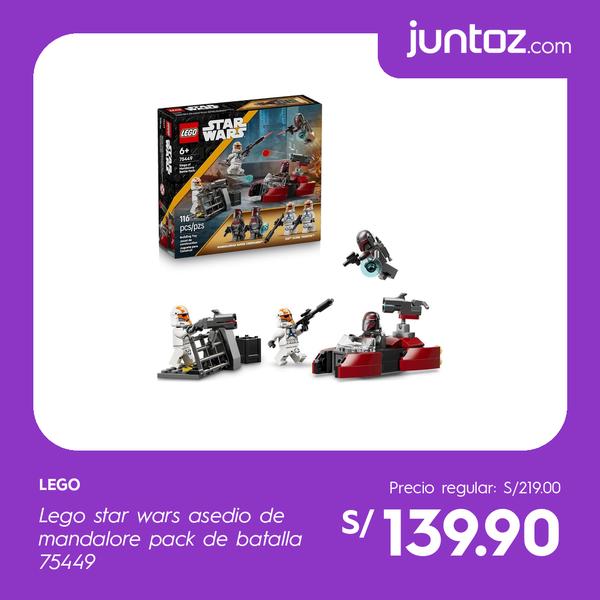 juntoz.com
LEGO
STAR
WARS
6+
75449
116
pcs/pzs
LEGO
Lego star wars asedio de
mandalore pack de batalla
75449
Precio regular: S/219.00
S/139.90